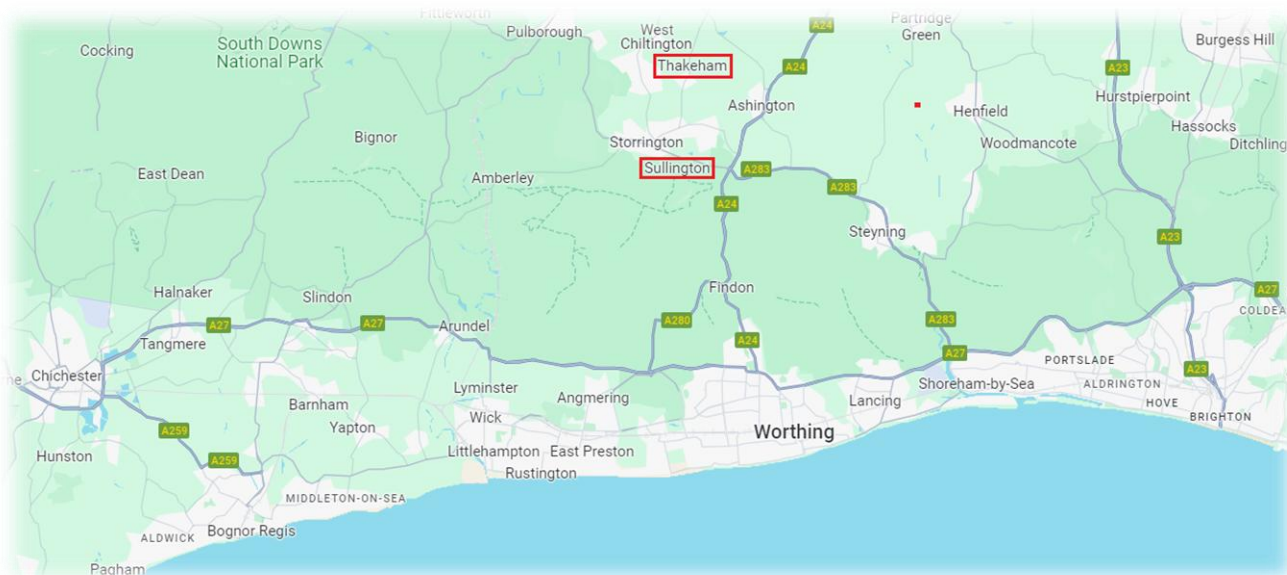 Fittleworth
Pulborough
West
Chiltington
A24
Partridge
Green
Burgess Hill
Cocking
South Downs
National Park
Thakeham
A24
A23
Ashington
Henfield
Hurstpierpoint
Hassocks
Bignor
Storrington
Woodmancote
Ditchling
East Dean
Amberley
Sullington
A283
A283
A24
Steyning
A23
Halnaker
Slindon
Findon
A27
COLDEA
A27
A27
Arundel
A280
A24
A283
Tangmere
A27
PORTSLADE
Chichester
Lyminster
Angmering
Shoreham-by-Sea
ALDRINGTON
A23
Barnham
Wick
Lancing
HOVE
BRIGHTON
Yapton
A259
Worthing
Hunston
A259
Littlehampton
East Preston
Rustington
MIDDLETON-ON-SEA
Bognor Regis
ALDWICK
Pagham